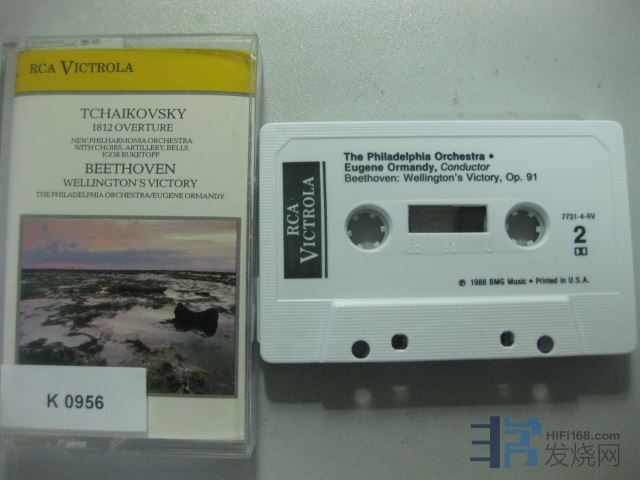 RCA VICTROLA
TCHAIKOVSKY
1812 OVERTURE
NEW PHILHARMONIA ORCHESTRA
WITH CHOIRS, ARTILLERY, BELLS
IGOR BUKETOFF
BEETHOVEN
WELLINGTON'S VICTORY
THE PHILADELPHIA ORCHESTRA/EUGENE ORMANDY
K 0956
RCA
VICTROLA
The Philadelphia Orchestra •
Eugene Ormandy, Conductor
Beethoven: Wellington's Victory, Op. 91
7731-4-RV
2
℗ 1988 BMG Music • Printed in U.S.A.
HIFI168.com
发烧网